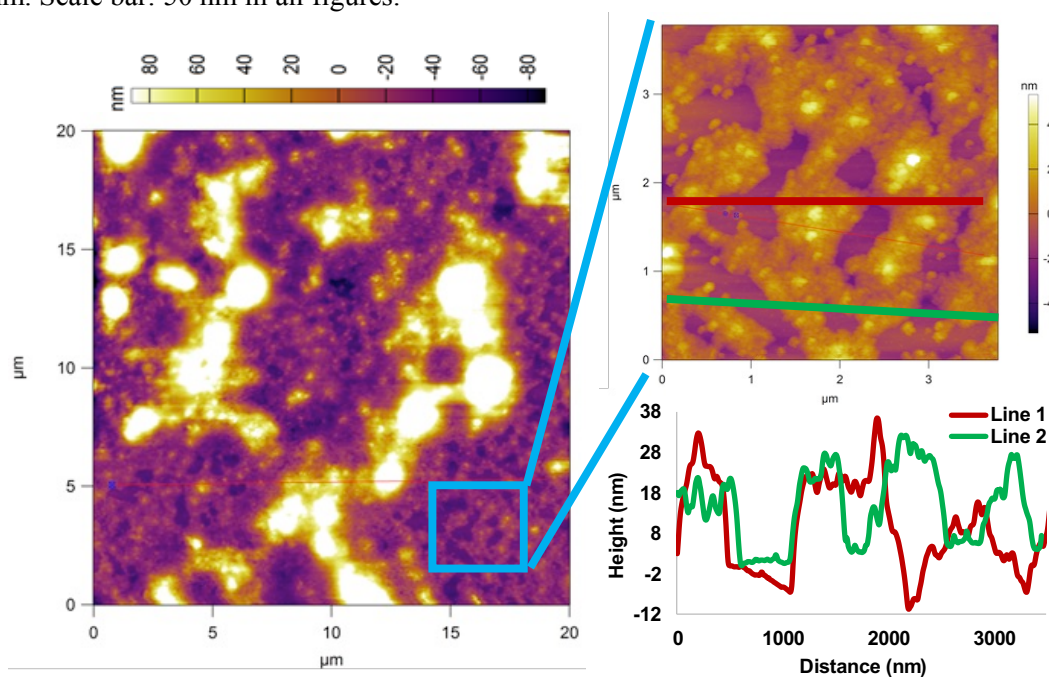 nm. Scale bar: 50 nm in all figures.
80 60 40 20 0 -20 -40 -60 -80
nm
20
15
10
5
0
µm
0 5 10 15 20
µm
3
2
1
0
µm
0 1 2 3
µm
nm
38
28
18
8
-2
-12
Height (nm)
Line 1
Line 2
0 1000 2000 3000
Distance (nm)